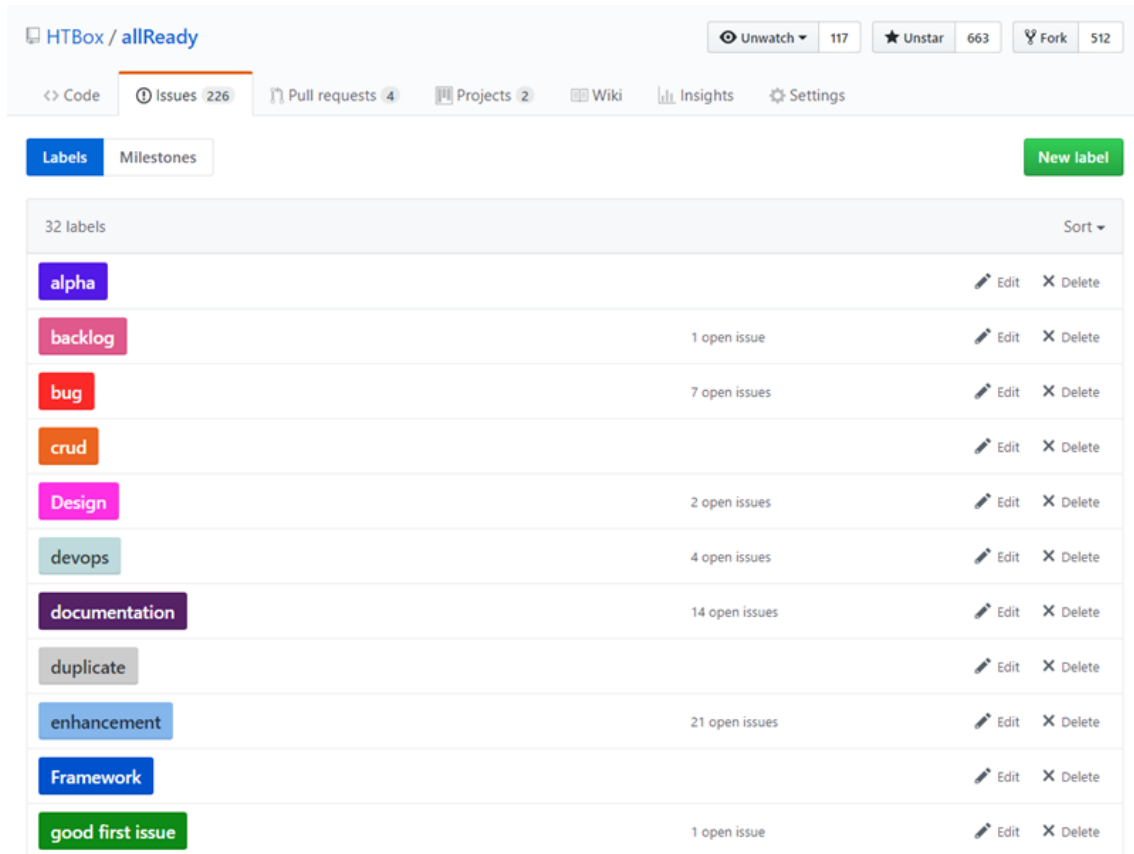 HTBox / allReady Unwatch 117 Unstar 663 Fork 512
Code Issues 226 Pull requests 4 Projects 2 Wiki Insights Settings
Labels Milestones New label
32 labels Sort
alpha Edit Delete
backlog 1 open issue Edit Delete
bug 7 open issues Edit Delete
crud Edit Delete
Design 2 open issues Edit Delete
devops 4 open issues Edit Delete
documentation 14 open issues Edit Delete
duplicate Edit Delete
enhancement 21 open issues Edit Delete
Framework Edit Delete
good first issue 1 open issue Edit Delete